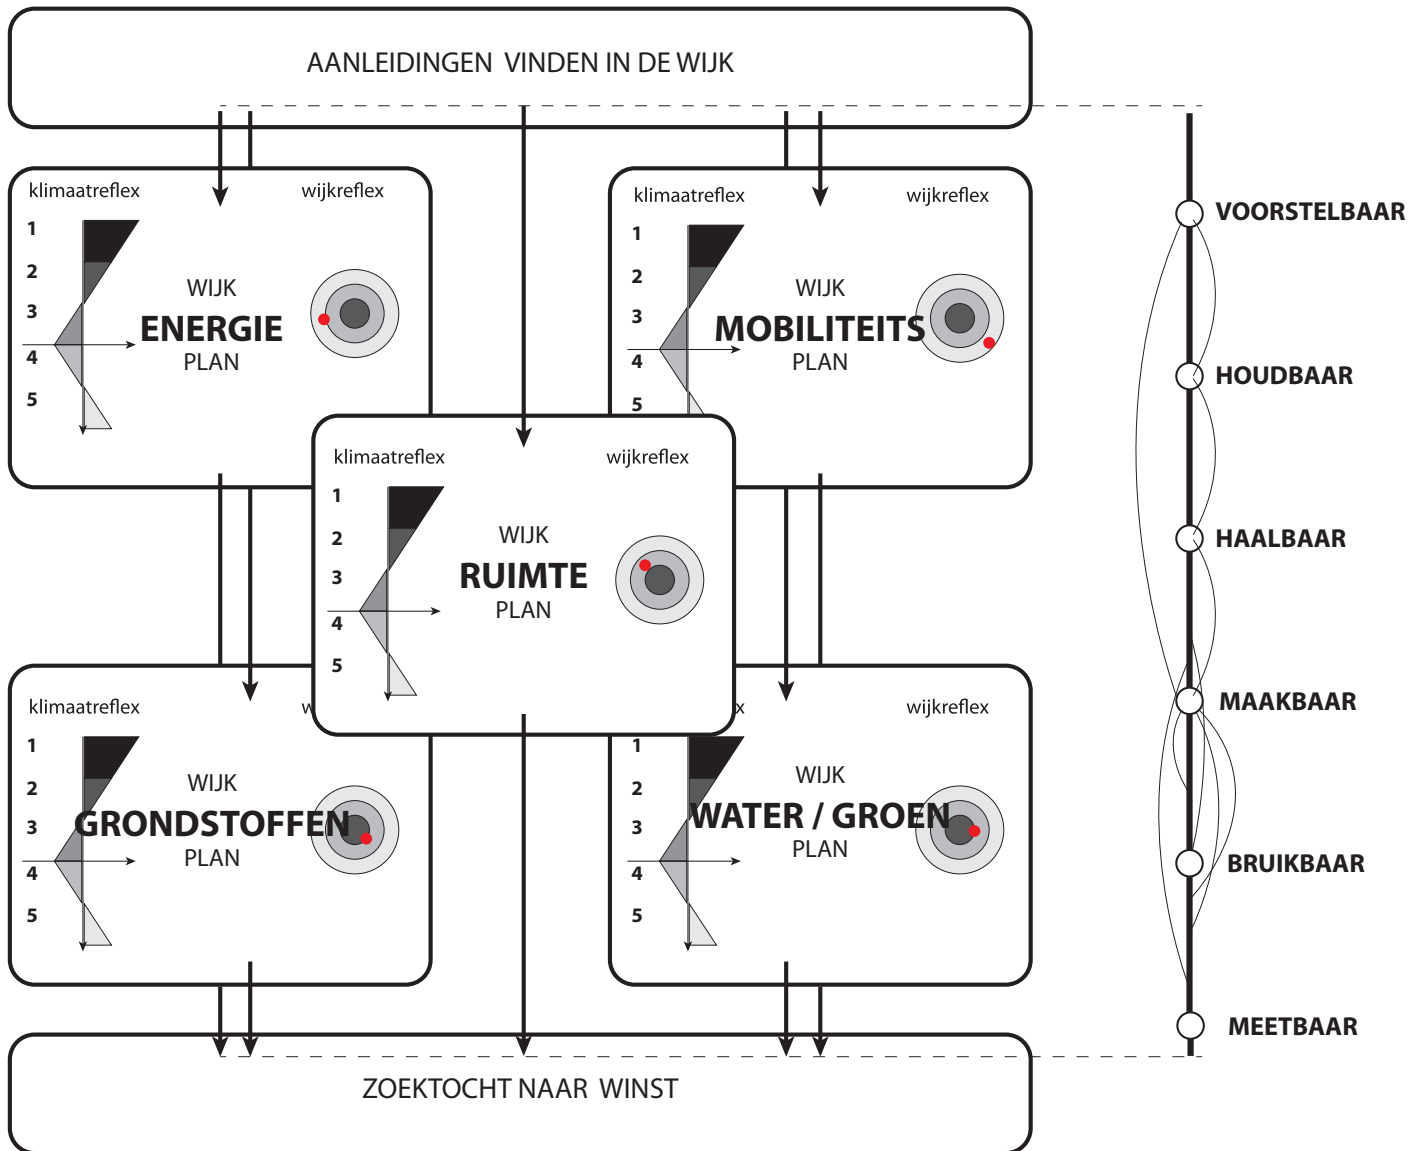 AANLEIDINGEN VINDEN IN DE WIJK
klimaatreflex
wijkreflex
1
2
3
4
5
WIJK
ENERGIE
PLAN
klimaatreflex
wijkreflex
1
2
3
4
5
WIJK
MOBILITEITS
PLAN
klimaatreflex
wijkreflex
1
2
3
4
5
WIJK
RUIMTE
PLAN
klimaatreflex
w
1
2
3
4
5
WIJK
GRONDSTOFFEN
PLAN
x
wijkreflex
1
2
3
4
5
WIJK
WATER / GROEN
PLAN
ZOEKTOCHT NAAR WINST
VOORSTELBAAR
HOUDBAAR
HAALBAAR
MAAKBAAR
BRUIKBAAR
MEETBAAR